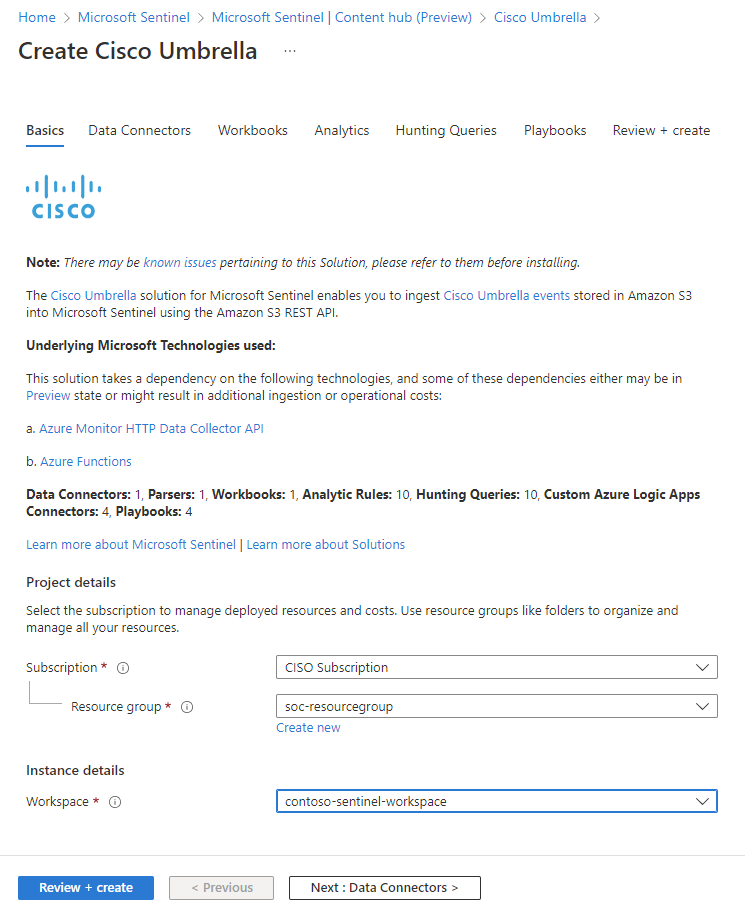 Home > Microsoft Sentinel > Microsoft Sentinel | Content hub (Preview) > Cisco Umbrella >
Create Cisco Umbrella ...
Basics Data Connectors Workbooks Analytics Hunting Queries Playbooks Review + create
CISCO
Note: There may be known issues pertaining to this Solution, please refer to them before installing.
The Cisco Umbrella solution for Microsoft Sentinel enables you to ingest Cisco Umbrella events stored in Amazon S3
into Microsoft Sentinel using the Amazon S3 REST API.
Underlying Microsoft Technologies used:
This solution takes a dependency on the following technologies, and some of these dependencies either may be in
Preview state or might result in additional ingestion or operational costs:
a. Azure Monitor HTTP Data Collector API
b. Azure Functions
Data Connectors: 1, Parsers: 1, Workbooks: 1, Analytic Rules: 10, Hunting Queries: 10, Custom Azure Logic Apps
Connectors: 4, Playbooks: 4
Learn more about Microsoft Sentinel | Learn more about Solutions
Project details
Select the subscription to manage deployed resources and costs. Use resource groups like folders to organize and
manage all your resources.
Subscription * CISO Subscription
Resource group * soc-resourcegroup
Create new
Instance details
Workspace * contoso-sentinel-workspace
Review + create < Previous Next : Data Connectors >